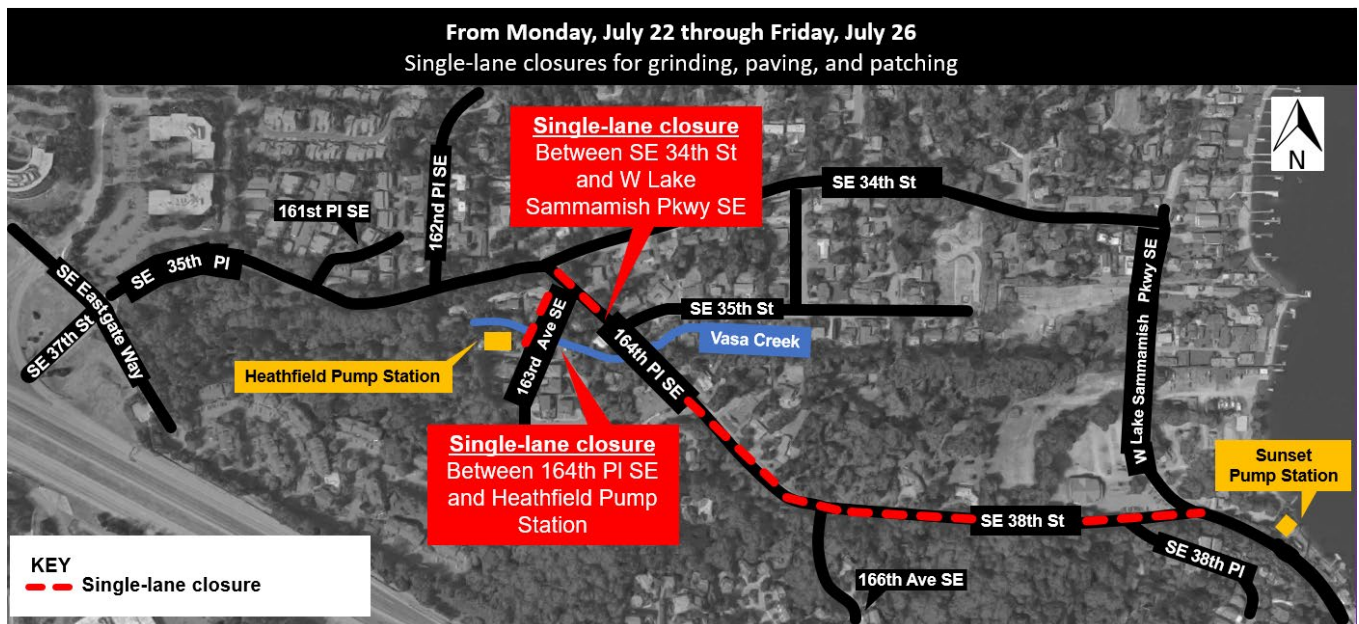 From Monday, July 22 through Friday, July 26
Single-lane closures for grinding, paving, and patching
N
Single-lane closure
Between SE 34th St
and W Lake
Sammamish Pkwy SE
SE 34th St
162nd Pl SE
161st Pl SE
SE 35th Pl
SE Eastgate Way
SE 37th St
W Lake Sammamish Pkwy SE
SE 35th St
163rd Ave SE
164th Pl SE
Vasa Creek
Heathfield Pump Station
Single-lane closure
Between 164th Pl SE
and Heathfield Pump
Station
Sunset
Pump Station
SE 38th St
SE 38th Pl
166th Ave SE
KEY
Single-lane closure